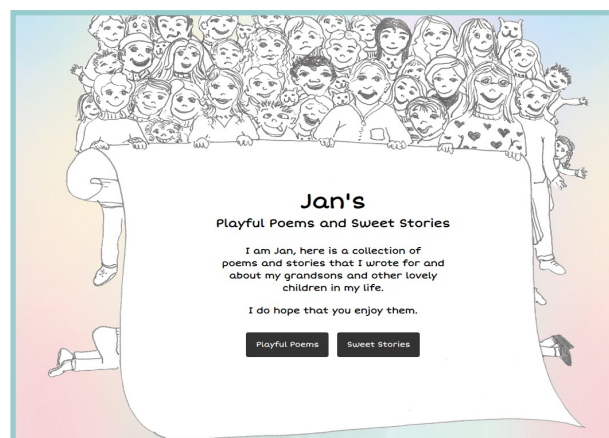 Jan's
Playful Poems and Sweet Stories
I am Jan, here is a collection of
poems and stories that I wrote for and
about my grandsons and other lovely
children in my life.
I do hope that you enjoy them.
Playful Poems
Sweet Stories